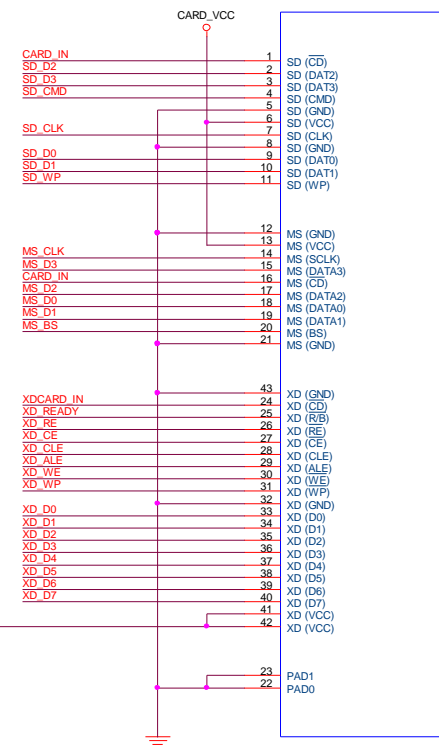 CARD_VCC
CARD_IN 1 SD (CD)
SD_D2 2 SD (DAT2)
SD_D3 3 SD (DAT3)
SD_CMD 4 SD (CMD)
5 SD (GND)
6 SD (VCC)
SD_CLK 7 SD (CLK)
8 SD (GND)
SD_D0 9 SD (DAT0)
SD_D1 10 SD (DAT1)
SD_WP 11 SD (WP)
12 MS (GND)
13 MS (VCC)
MS_CLK 14 MS (SCLK)
MS_D3 15 MS (DATA3)
CARD_IN 16 MS (CD)
MS_D2 17 MS (DATA2)
MS_D0 18 MS (DATA0)
MS_D1 19 MS (DATA1)
MS_BS 20 MS (BS)
21 MS (GND)
43 XD (GND)
XDCARD_IN 24 XD (CD)
XD_READY 25 XD (R/B)
XD_RE 26 XD (RE)
XD_CE 27 XD (CE)
XD_CLE 28 XD (CLE)
XD_ALE 29 XD (ALE)
XD_WE 30 XD (WE)
XD_WP 31 XD (WP)
32 XD (GND)
XD_D0 33 XD (D0)
XD_D1 34 XD (D1)
XD_D2 35 XD (D2)
XD_D3 36 XD (D3)
XD_D4 37 XD (D4)
XD_D5 38 XD (D5)
XD_D6 39 XD (D6)
XD_D7 40 XD (D7)
41 XD (VCC)
42 XD (VCC)
23 PAD1
22 PAD0